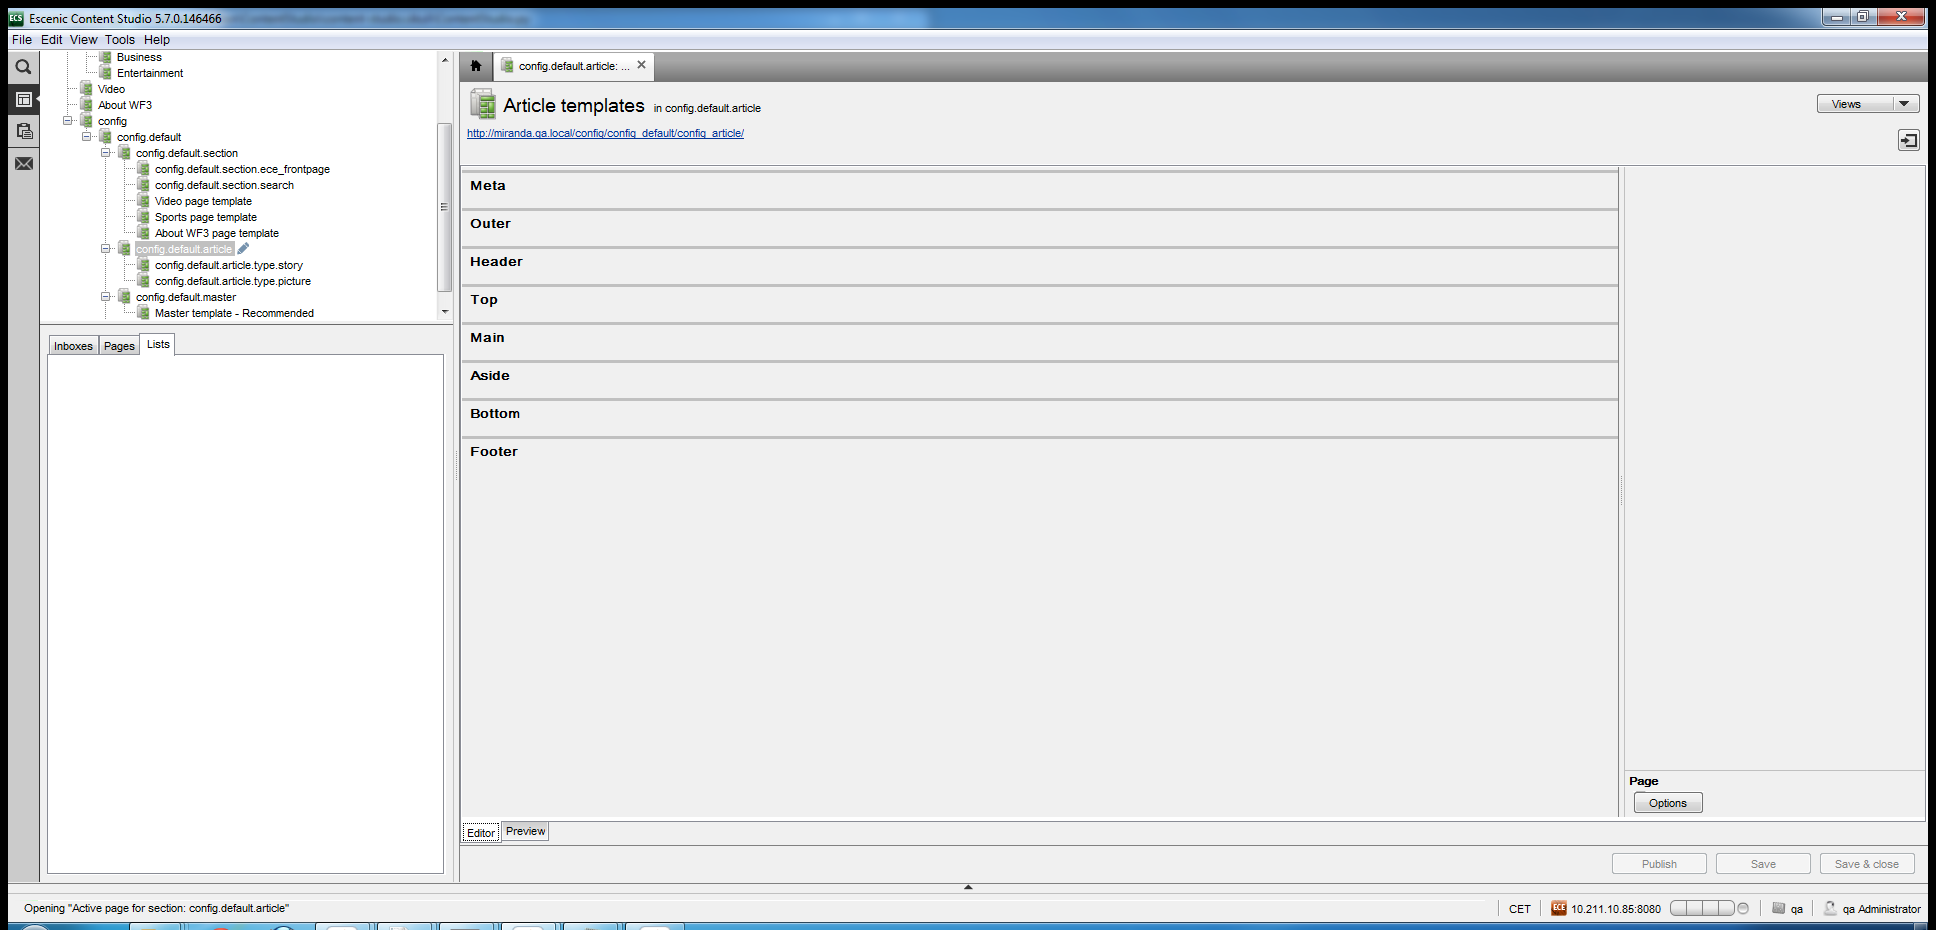 ECS Escenic Content Studio 5.7.0.146466
File Edit View Tools Help
Business
Entertainment
Video
About WF3
config
config.default
config.default.section
config.default.section.ece_frontpage
config.default.section.search
Video page template
Sports page template
About WF3 page template
config.default.article
config.default.article.type.story
config.default.article.type.picture
config.default.master
Master template - Recommended
Inboxes Pages Lists
config.default.article: ...
Article templates in config.default.article
Views
http://miranda.qa.local/config/config_default/config_article/
Meta
Outer
Header
Top
Main
Aside
Bottom
Footer
Page
Options
Editor Preview
Publish Save Save & close
Opening "Active page for section: config.default.article"
CET ECE 10.211.10.85:8080 qa qa Administrator